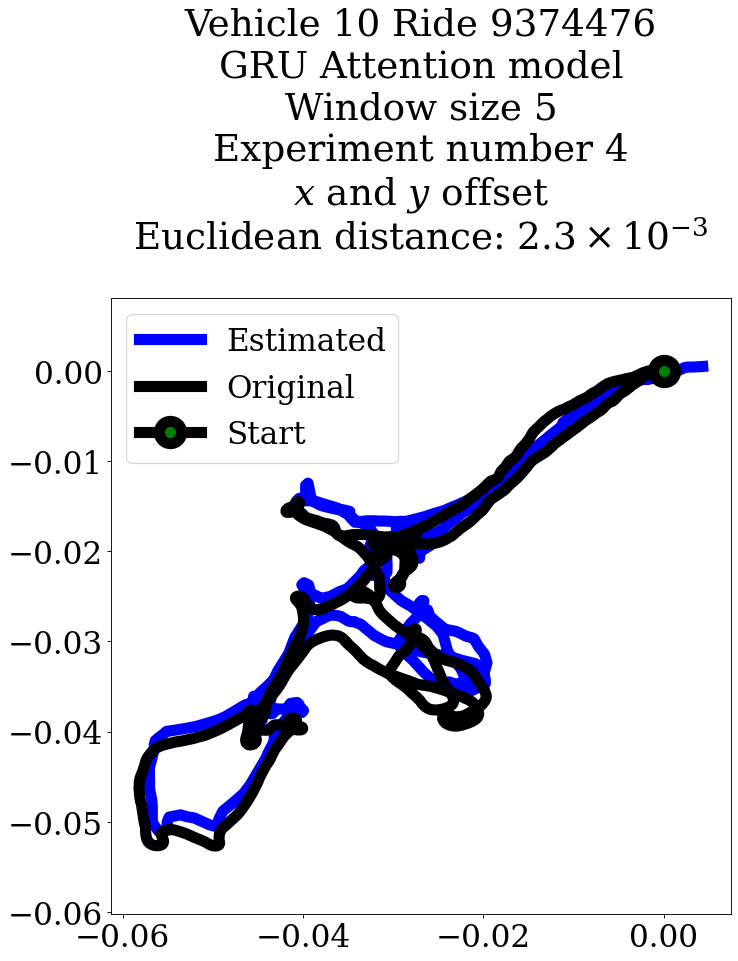 Vehicle 10 Ride 9374476
GRU Attention model
Window size 5
Experiment number 4
x and y offset
Euclidean distance: 2.3 × 10⁻³
Estimated
Original
Start
0.00
−0.01
−0.02
−0.03
−0.04
−0.05
−0.06
−0.06
−0.04
−0.02
0.00